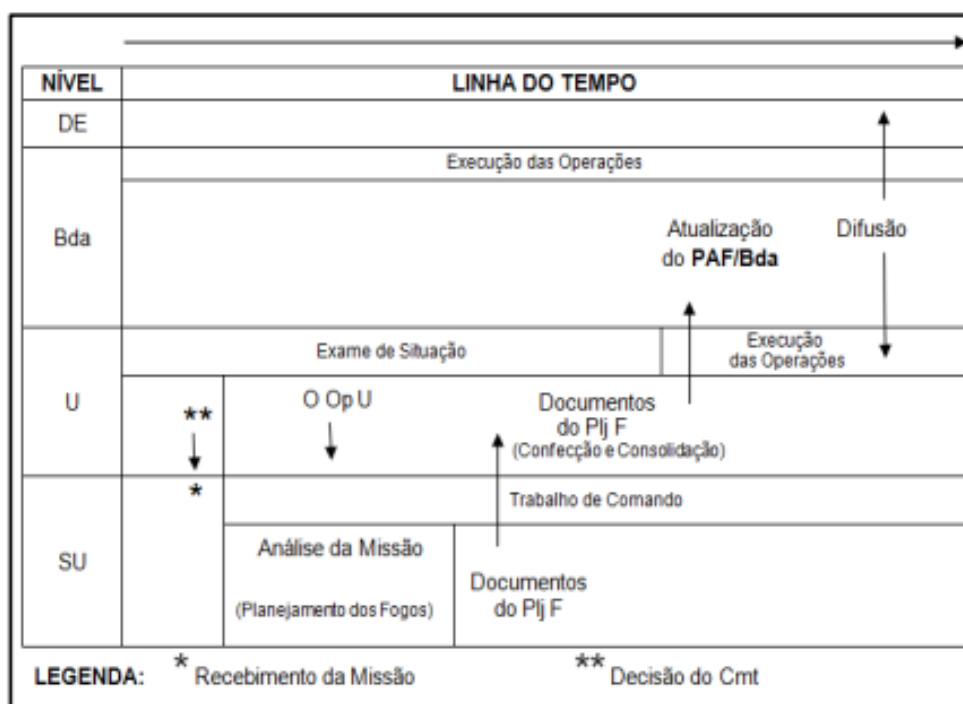 NÍVEL LINHA DO TEMPO
DE
Execução das Operações
Bda
Atualização
do PAF/Bda
Difusão
Exame de Situação
Execução
das Operações
U
**
O Op U
Documentos
do Plj F
(Confecção e Consolidação)
*
Trabalho de Comando
SU
Análise da Missão
(Planejamento dos Fogos)
Documentos
do Plj F
LEGENDA: * Recebimento da Missão ** Decisão do Cmt